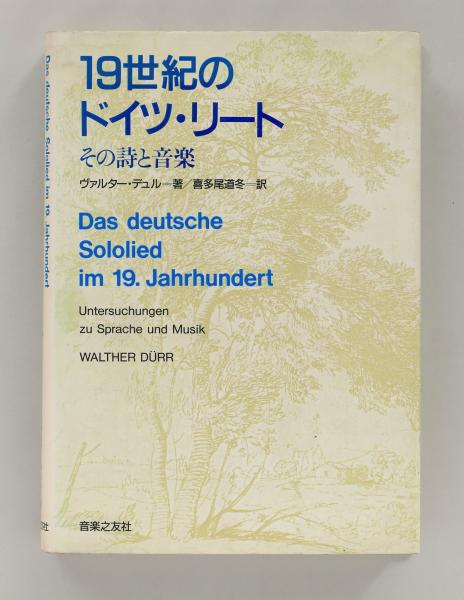 19世紀の
ドイツ・リート
その詩と音楽
ヴァルター・デュルー著/喜多尾道冬―訳
Das deutsche
Sololied
im 19. Jahrhundert
Untersuchungen
zu Sprache und Musik
WALTHER DÜRR
音楽之友社
Das deutsche Sololied im 19. Jahrhundert
社